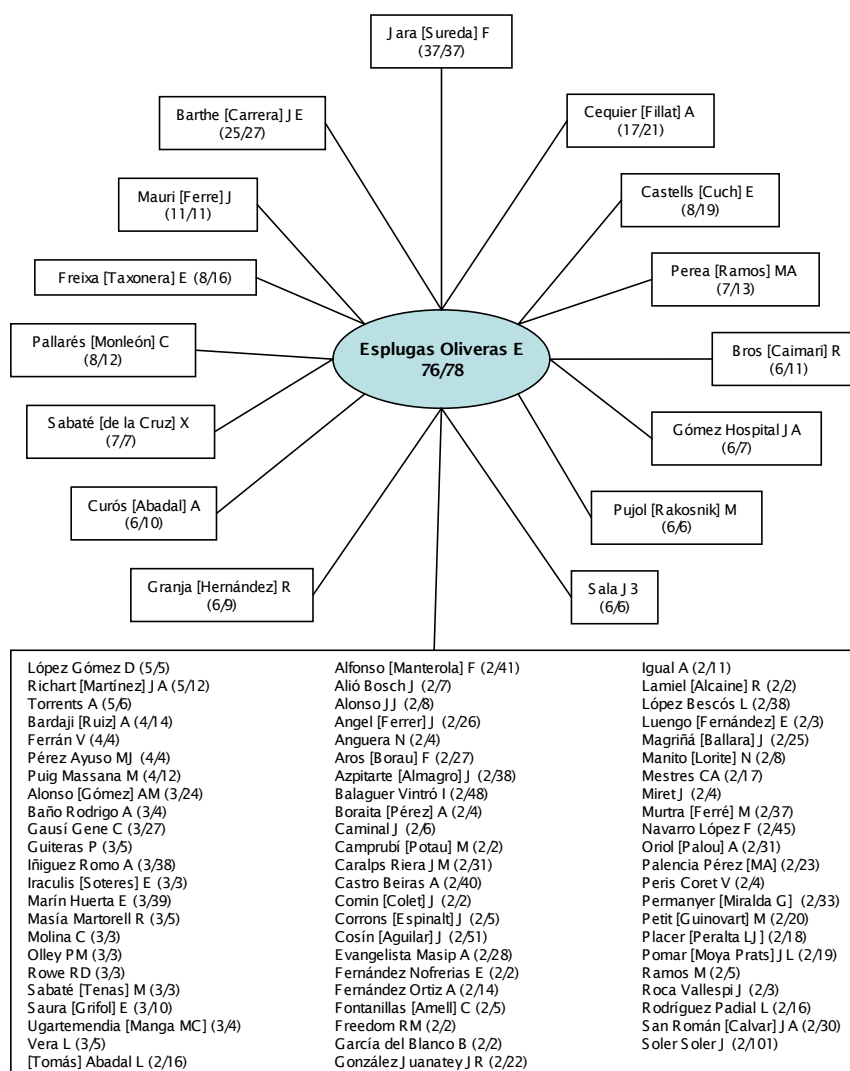 Jara [Sureda] F
(37/37)
Barthe [Carrera] J E
(25/27)
Cequier [Fillat] A
(17/21)
Mauri [Ferre] J
(11/11)
Castells [Cuch] E
(8/19)
Freixa [Taxonera] E (8/16)
Perea [Ramos] MA
(7/13)
Pallarés [Monleón] C
(8/12)
Esplugas Oliveras E
76/78
Bros [Caimari] R
(6/11)
Sabaté [de la Cruz] X
(7/7)
Gómez Hospital J A
(6/7)
Curós [Abadal] A
(6/10)
Pujol [Rakosnik] M
(6/6)
Granja [Hernández] R
(6/9)
Sala J 3
(6/6)
López Gómez D (5/5)
Richart [Martínez] J A (5/12)
Torrents A (5/6)
Bardaji [Ruiz] A (4/14)
Ferrán V (4/4)
Pérez Ayuso MJ (4/4)
Puig Massana M (4/12)
Alonso [Gómez] AM (3/24)
Baño Rodrigo A (3/4)
Gausí Gene C (3/27)
Guiteras P (3/5)
Iñiguez Romo A (3/38)
Iraculis [Soteres] E (3/3)
Marín Huerta E (3/39)
Masía Martorell R (3/5)
Molina C (3/3)
Olley PM (3/3)
Rowe RD (3/3)
Sabaté [Tenas] M (3/3)
Saura [Grifol] E (3/10)
Ugartemendia [Manga MC] (3/4)
Vera L (3/5)
[Tomás] Abadal L (2/16)
Alfonso [Manterola] F (2/41)
Alió Bosch J (2/7)
Alonso J J (2/8)
Angel [Ferrer] J (2/26)
Anguera N (2/4)
Aros [Borau] F (2/27)
Azpitarte [Almagro] J (2/38)
Balaguer Vintró I (2/48)
Boraita [Pérez] A (2/4)
Caminal J (2/6)
Camprubí [Potau] M (2/2)
Caralps Riera JM (2/31)
Castro Beiras A (2/40)
Comin [Colet] J (2/2)
Corrons [Espinalt] J (2/5)
Cosín [Aguilar] J (2/51)
Evangelista Masip A (2/28)
Fernández Nofrerias E (2/2)
Fernández Ortiz A (2/14)
Fontanillas [Amell] C (2/5)
Freedom RM (2/2)
García del Blanco B (2/2)
González Juanatey JR (2/22)
Igual A (2/11)
Lamiel [Alcaine] R (2/2)
López Bescós L (2/38)
Luengo [Fernández] E (2/3)
Magriñá [Ballara] J (2/25)
Manito [Lorite] N (2/8)
Mestres CA (2/17)
Miret J (2/4)
Murtra [Ferré] M (2/37)
Navarro López F (2/45)
Oriol [Palou] A (2/31)
Palencia Pérez [MA] (2/23)
Peris Coret V (2/4)
Permanyer [Miralda G] (2/33)
Petit [Guinovart] M (2/20)
Placer [Peralta LJ] (2/18)
Pomar [Moya Prats] J L (2/19)
Ramos M (2/5)
Roca Vallespi J (2/3)
Rodríguez Padial L (2/16)
San Román [Calvar] J A (2/30)
Soler Soler J (2/101)